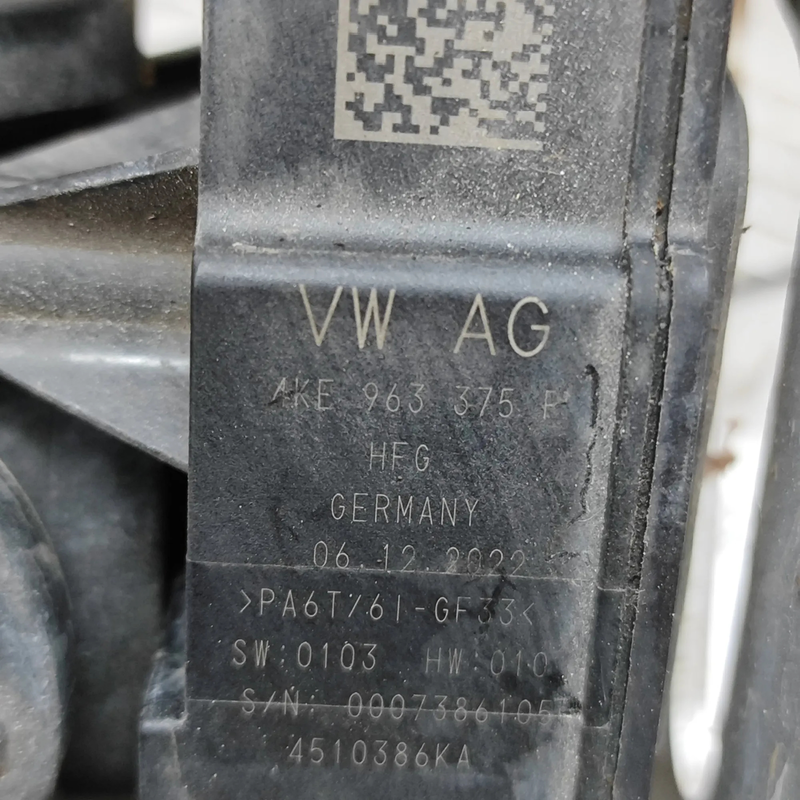 VW AG
4KE 963 375
HFG
GERMANY
06.12.2022
>PA6T/6I-GF33<
SW:0103 HW:010
S/N: 0007386105
4510386KA